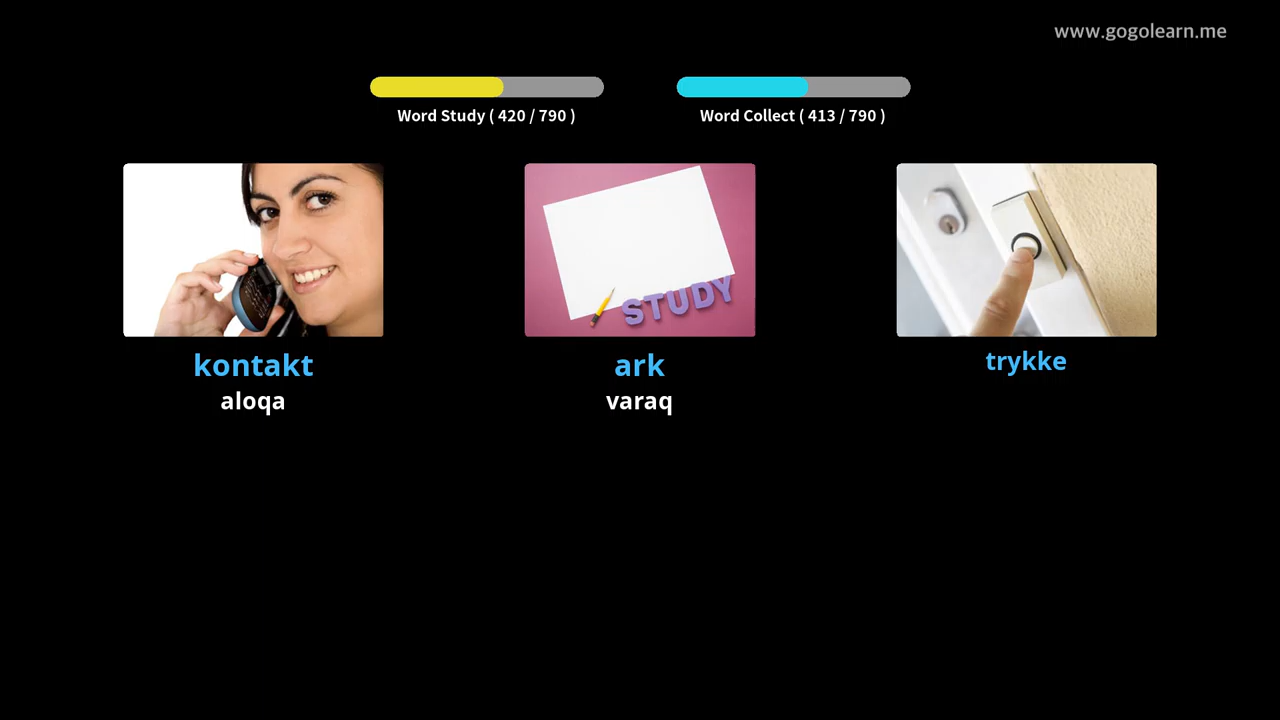 www.gogolearn.me
Word Study ( 420 / 790 )
Word Collect ( 413 / 790 )
STUDY
kontakt
ark
trykke
aloqa
varaq